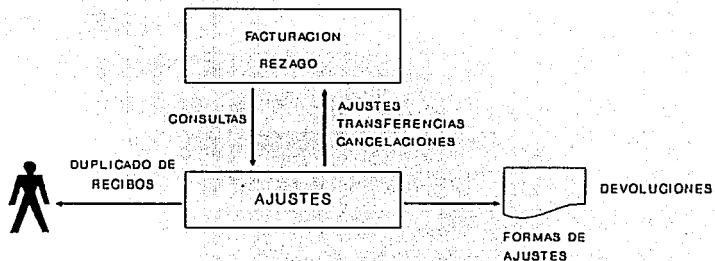 FACTURACION
REZAGO
CONSULTAS
AJUSTES
TRANSFERENCIAS
CANCELACIONES
DUPLICADO DE
RECIBOS
AJUSTES
DEVOLUCIONES
FORMAS DE
AJUSTES